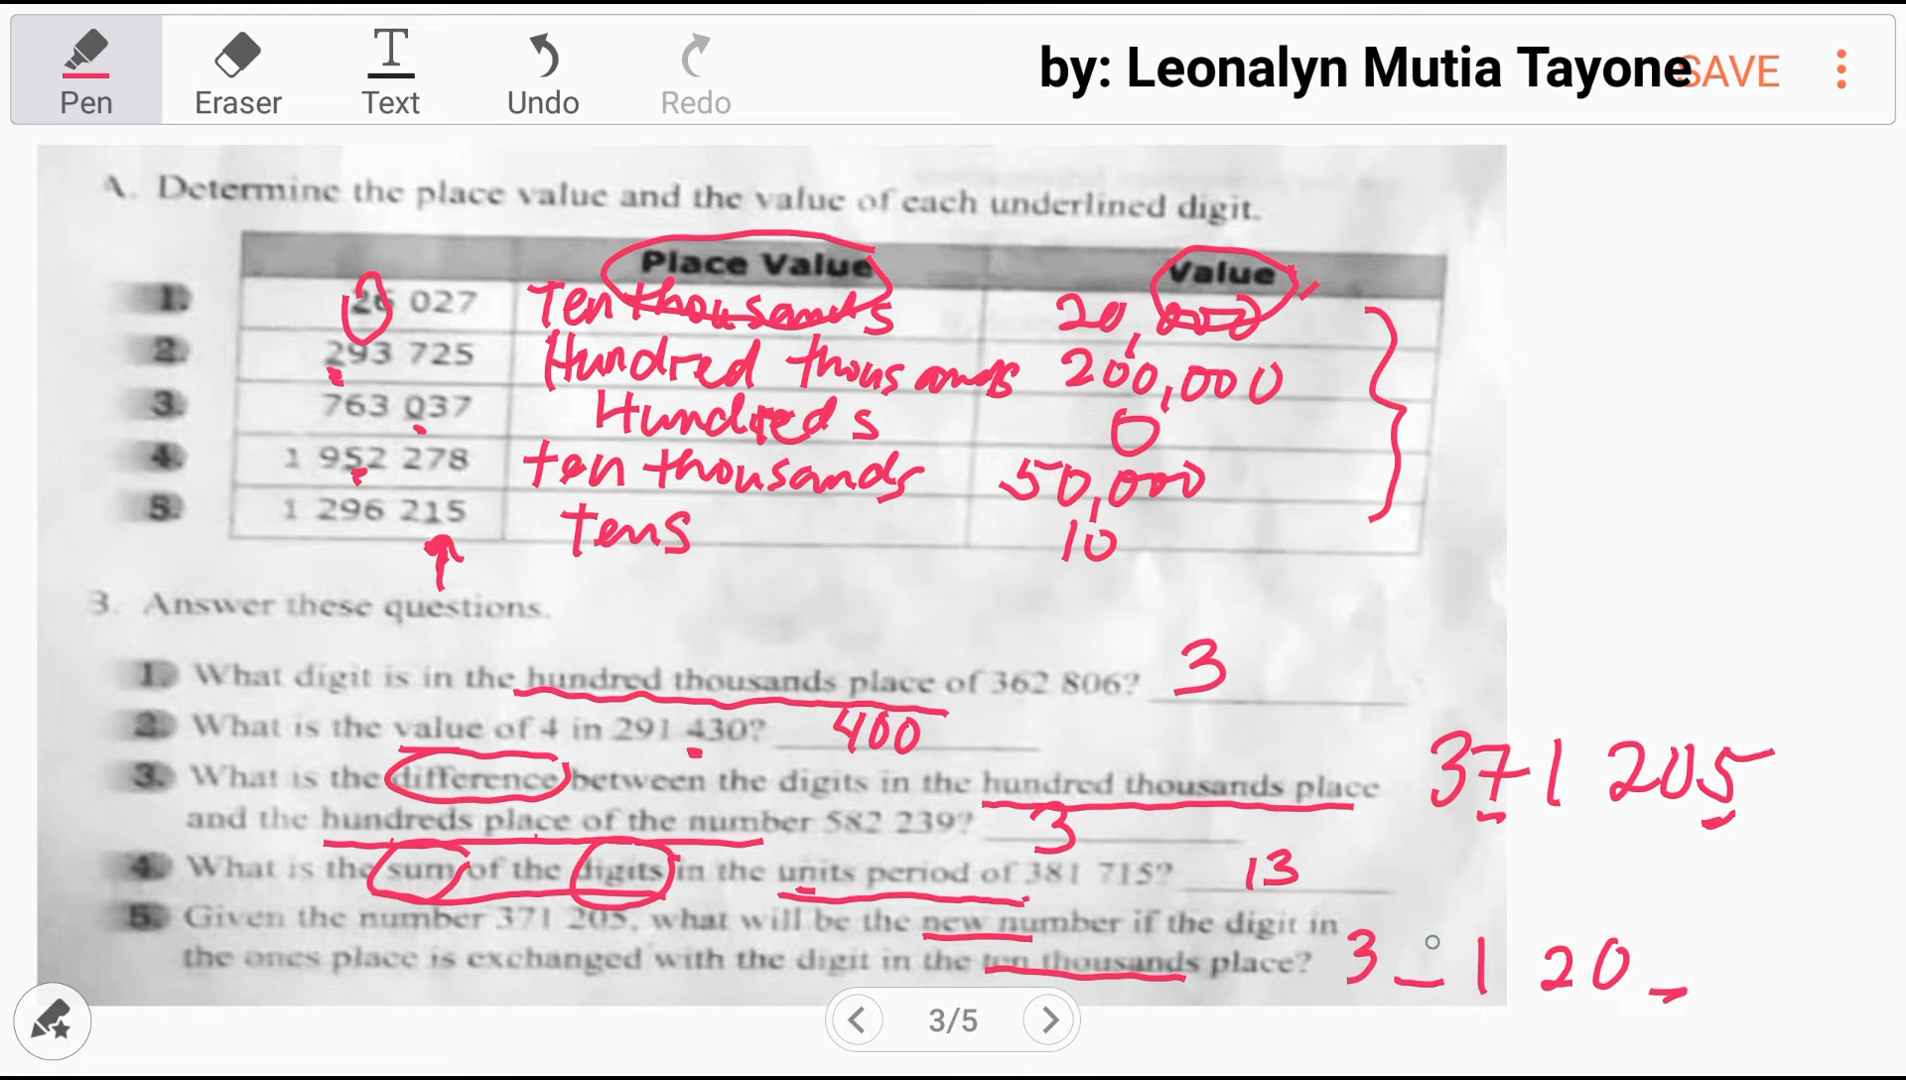 Pen Eraser Text Undo Redo by: Leonalyn Mutia Tayone SAVE
A. Determine the place value and the value of each underlined digit.
Place Value Value
1. 26 027 Ten thousands 20,000
2. 293 725 Hundred thousands 200,000
3. 763 037 Hundreds 0
4. 1 952 278 ten thousands 50,000
5. 1 296 215 Tens 10
3. Answer these questions.
1. What digit is in the hundred thousands place of 362 806? 3
2. What is the value of 4 in 291 430? 400
3. What is the difference between the digits in the hundred thousands place
and the hundreds place of the number 582 239? 3
371 205
4. What is the sum of the digits in the units period of 381 715? 13
5. Given the number 371 205, what will be the new number if the digit in
the ones place is exchanged with the digit in the ten thousands place? 3 _ 1 20 _
3/5